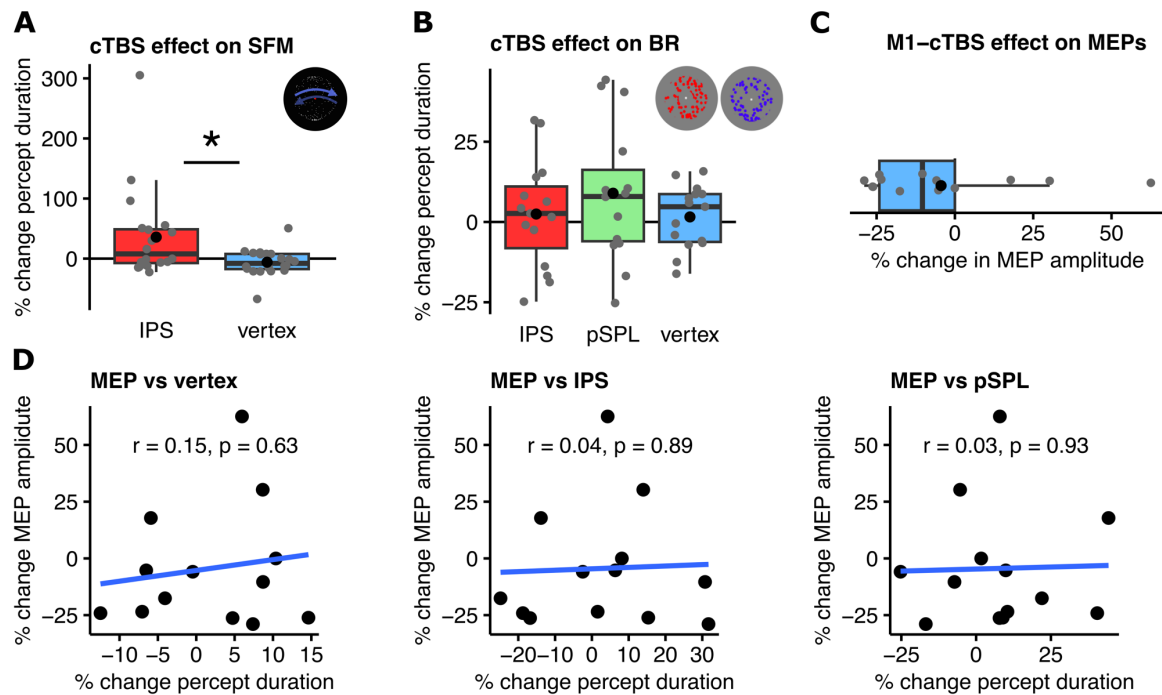 A
cTBS effect on SFM
% change percept duration
300
200
100
0
*
IPS
vertex
B
cTBS effect on BR
% change percept duration
25
0
−25
IPS
pSPL
vertex
C
M1−cTBS effect on MEPs
−25
0
25
50
% change in MEP amplitude
D
MEP vs vertex
% change MEP amplidute
50
25
0
−25
r = 0.15, p = 0.63
−10
−5
0
5
10
15
% change percept duration
MEP vs IPS
% change MEP amplidute
50
25
0
−25
r = 0.04, p = 0.89
−20
−10
0
10
20
30
% change percept duration
MEP vs pSPL
% change MEP amplidute
50
25
0
−25
r = 0.03, p = 0.93
−25
0
25
% change percept duration